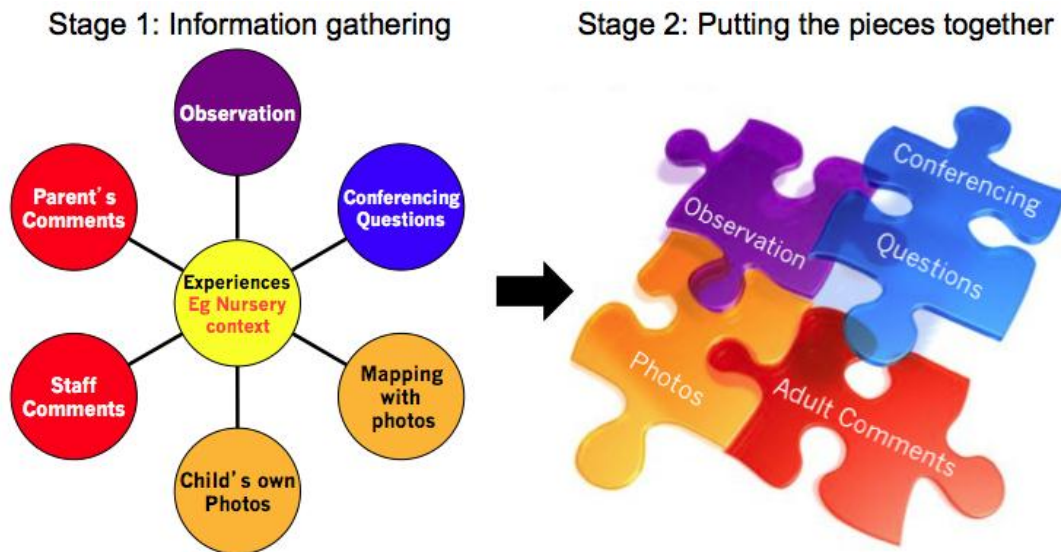 Stage 1: Information gathering
Stage 2: Putting the pieces together
Observation
Parent's
Comments
Conferencing
Questions
Experiences
Eg Nursery
context
Staff
Comments
Mapping
with
photos
Child's own
Photos
Observation
Conferencing
Questions
Photos
Adult Comments